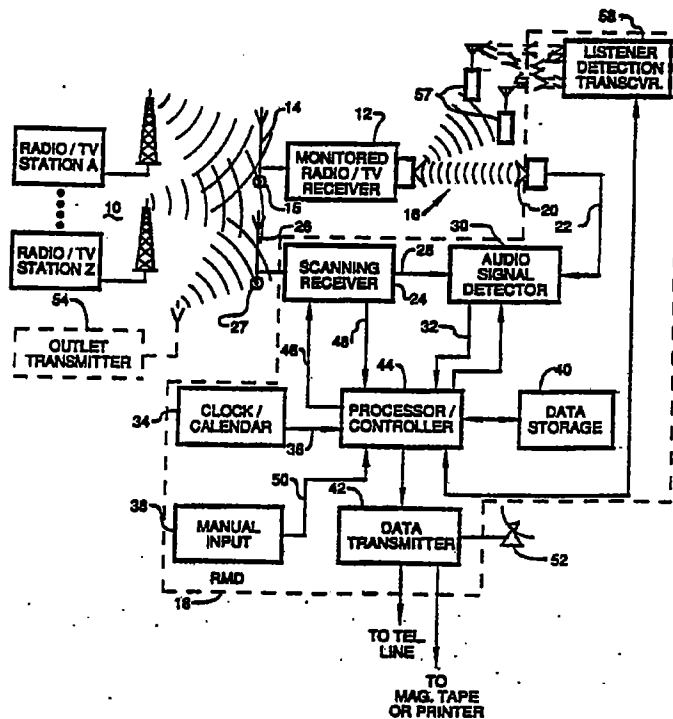 58
LISTENER
DETECTION
TRANSCVR.
57
14
12
RADIO / TV
STATION A
MONITORED
RADIO / TV
RECEIVER
15
16
20
22
10
26
30
RADIO / TV
STATION Z
SCANNING
RECEIVER
28
24
AUDIO
SIGNAL
DETECTOR
54
OUTLET
TRANSMITTER
27
46
48
32
44
40
34
CLOCK /
CALENDAR
36
PROCESSOR /
CONTROLLER
DATA
STORAGE
50
42
38
MANUAL
INPUT
DATA
TRANSMITTER
52
RMD
18
TO TEL
LINE
TO
MAG. TAPE
OR PRINTER